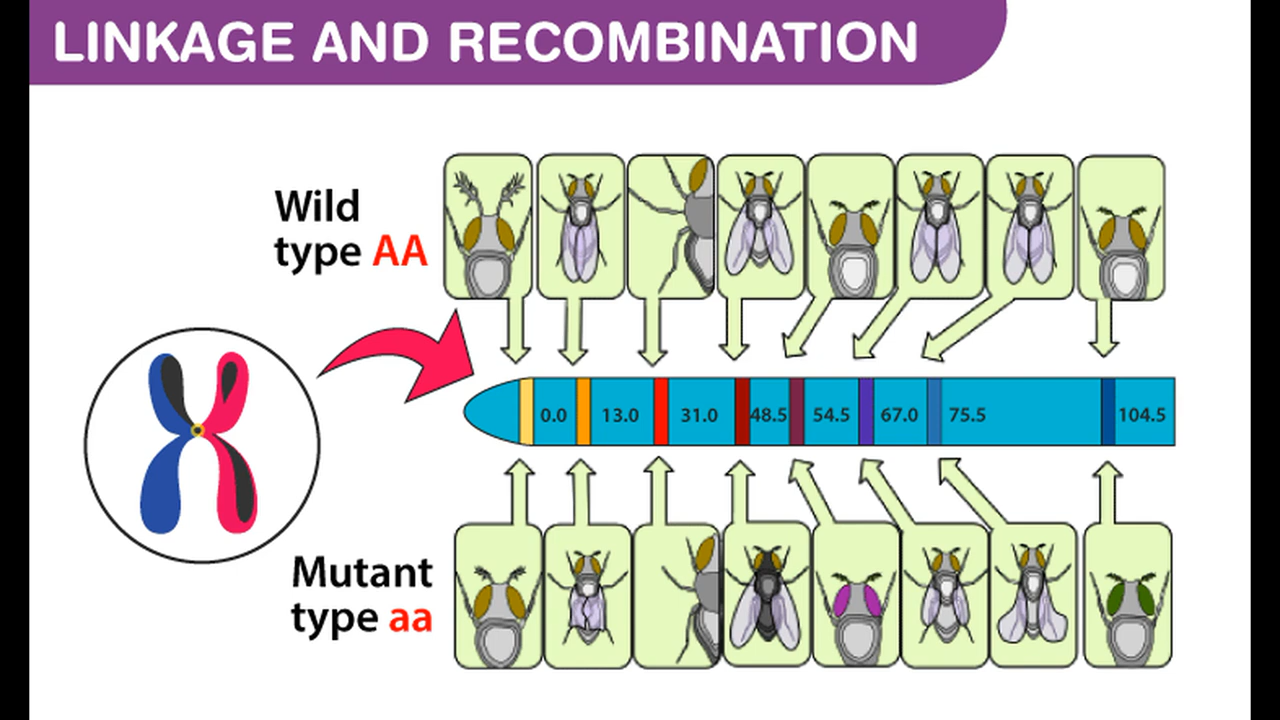 LINKAGE AND RECOMBINATION
Wild
type AA
0.0 13.0 31.0 48.5 54.5 67.0 75.5 104.5
Mutant
type aa